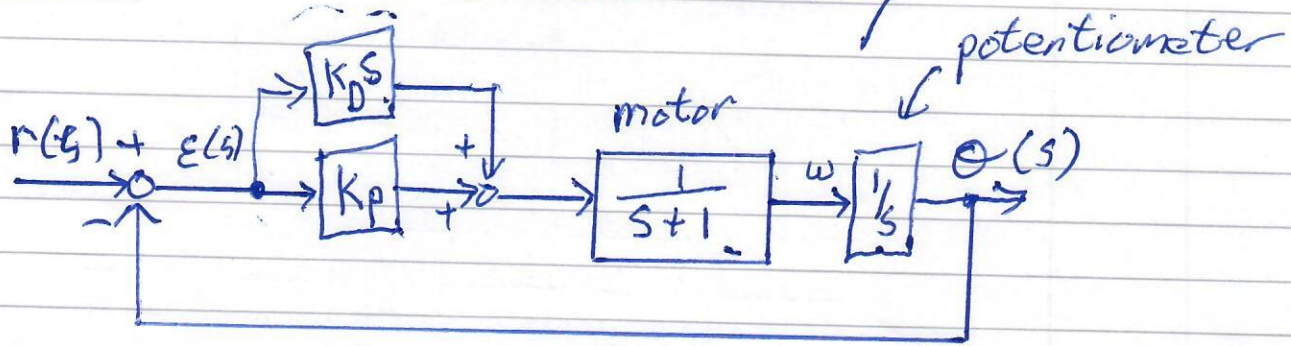 potentiometer
K_D S
motor
r(s) + ε(s) + ω θ(s)
K_P + 1/(S+1) 1/S
−